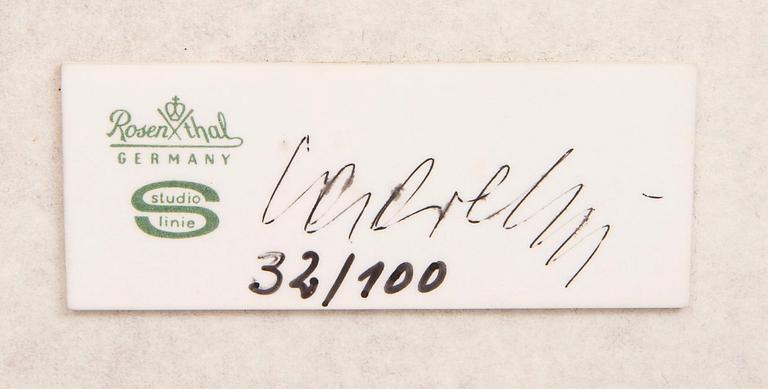 Rosenthal
GERMANY
studio
linie
32/100